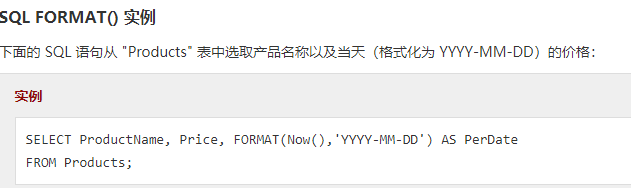 SQL FORMAT() 实例
下面的 SQL 语句从 "Products" 表中选取产品名称以及当天（格式化为 YYYY-MM-DD）的价格：
实例
SELECT ProductName, Price, FORMAT(Now(),'YYYY-MM-DD') AS PerDate
FROM Products;